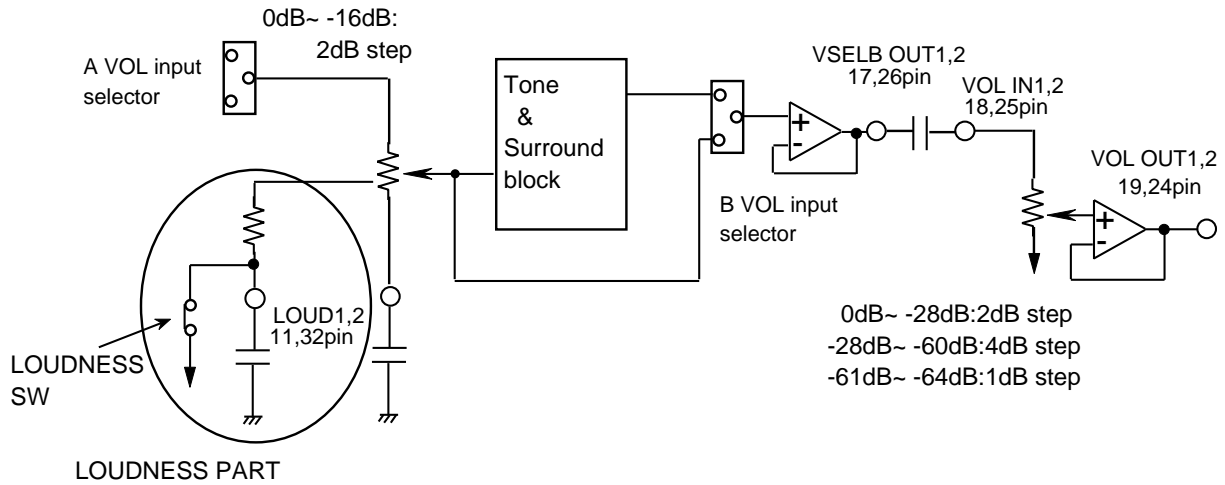 0dB~ -16dB:
2dB step
A VOL input
selector
Tone
&
Surround
block
VSELB OUT1,2
17,26pin
VOL IN1,2
18,25pin
+
-
VOL OUT1,2
19,24pin
+
-
B VOL input
selector
LOUD1,2
11,32pin
LOUDNESS
SW
0dB~ -28dB:2dB step
-28dB~ -60dB:4dB step
-61dB~ -64dB:1dB step
LOUDNESS PART